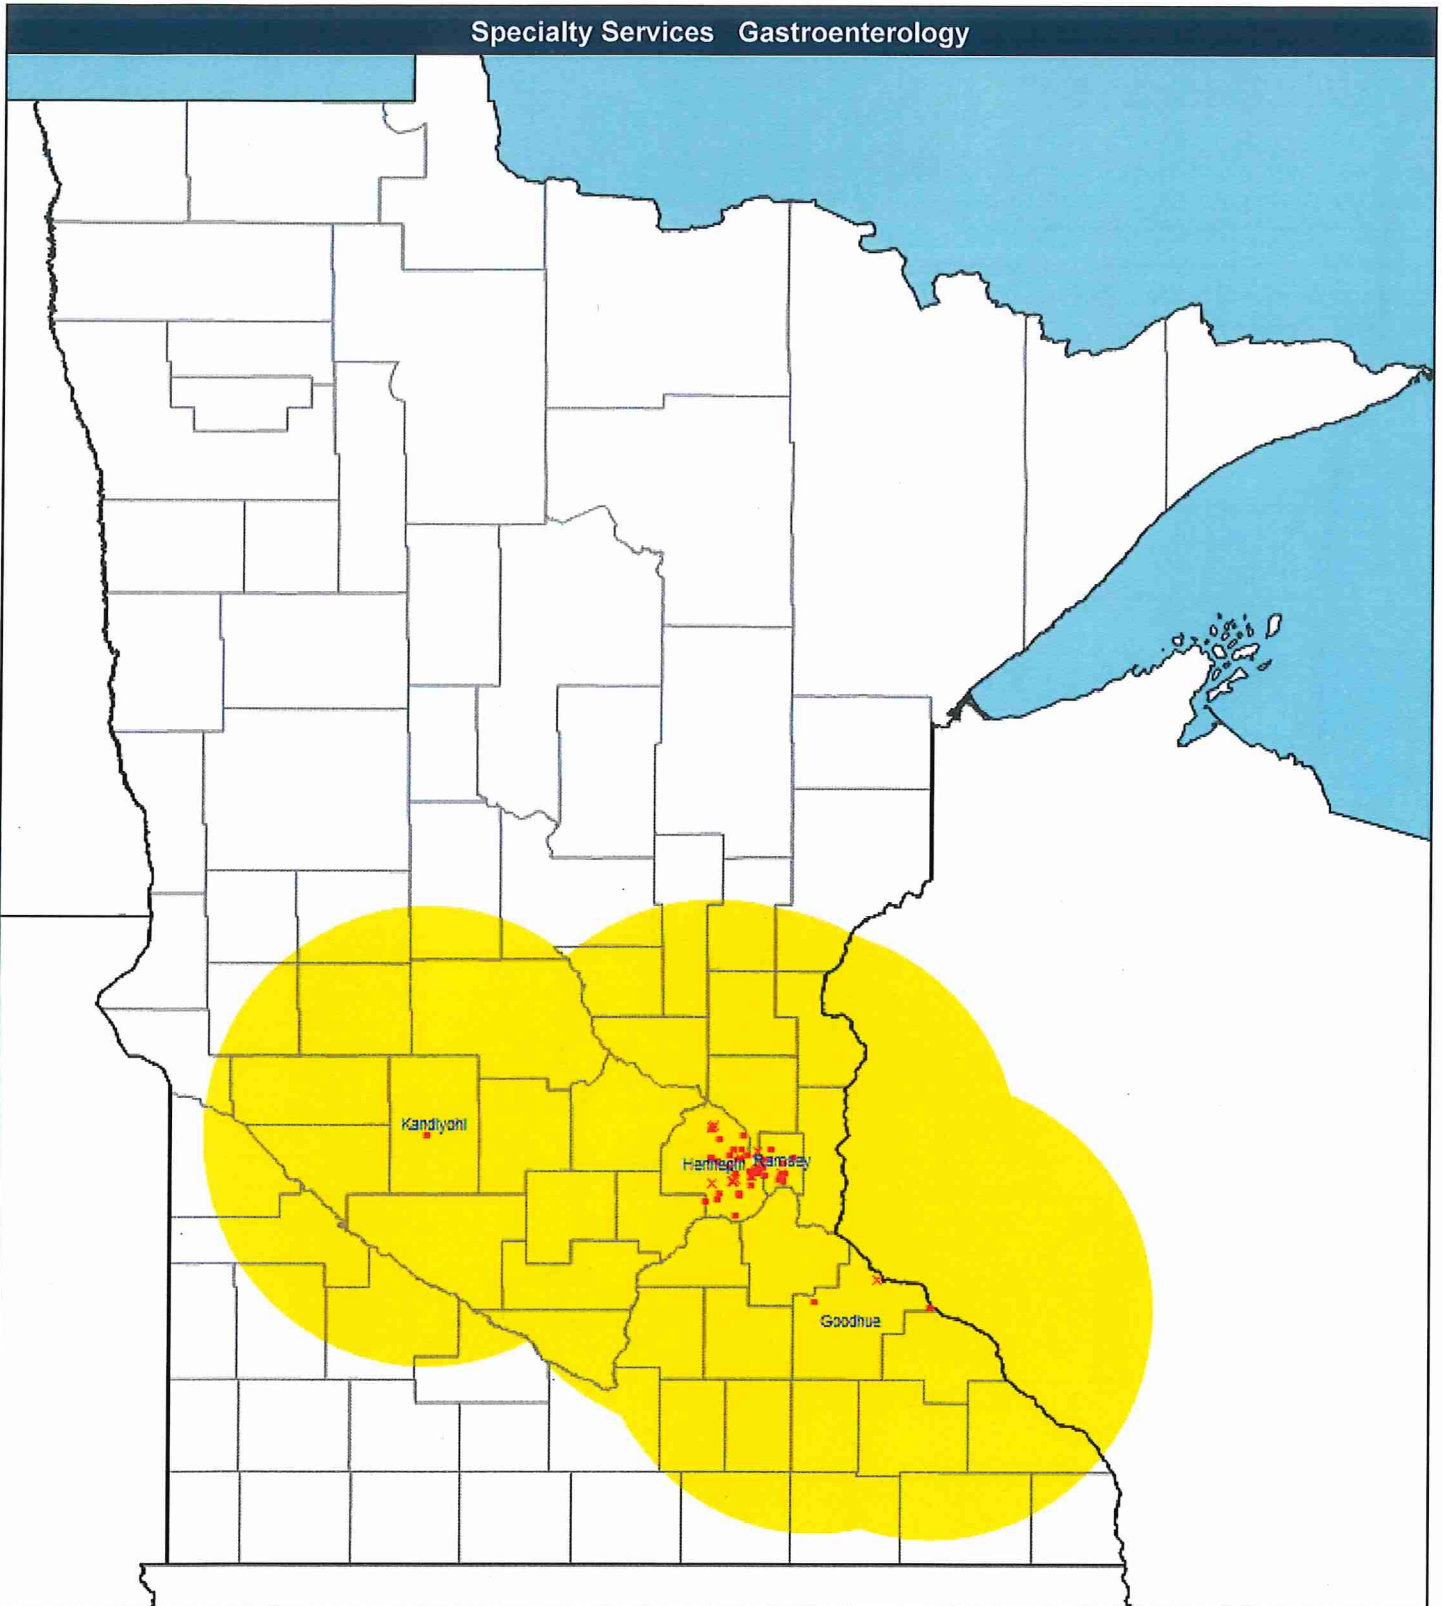 Specialty Services Gastroenterology
Kandiyohi
Hennepin
Ramsey
Goodhue